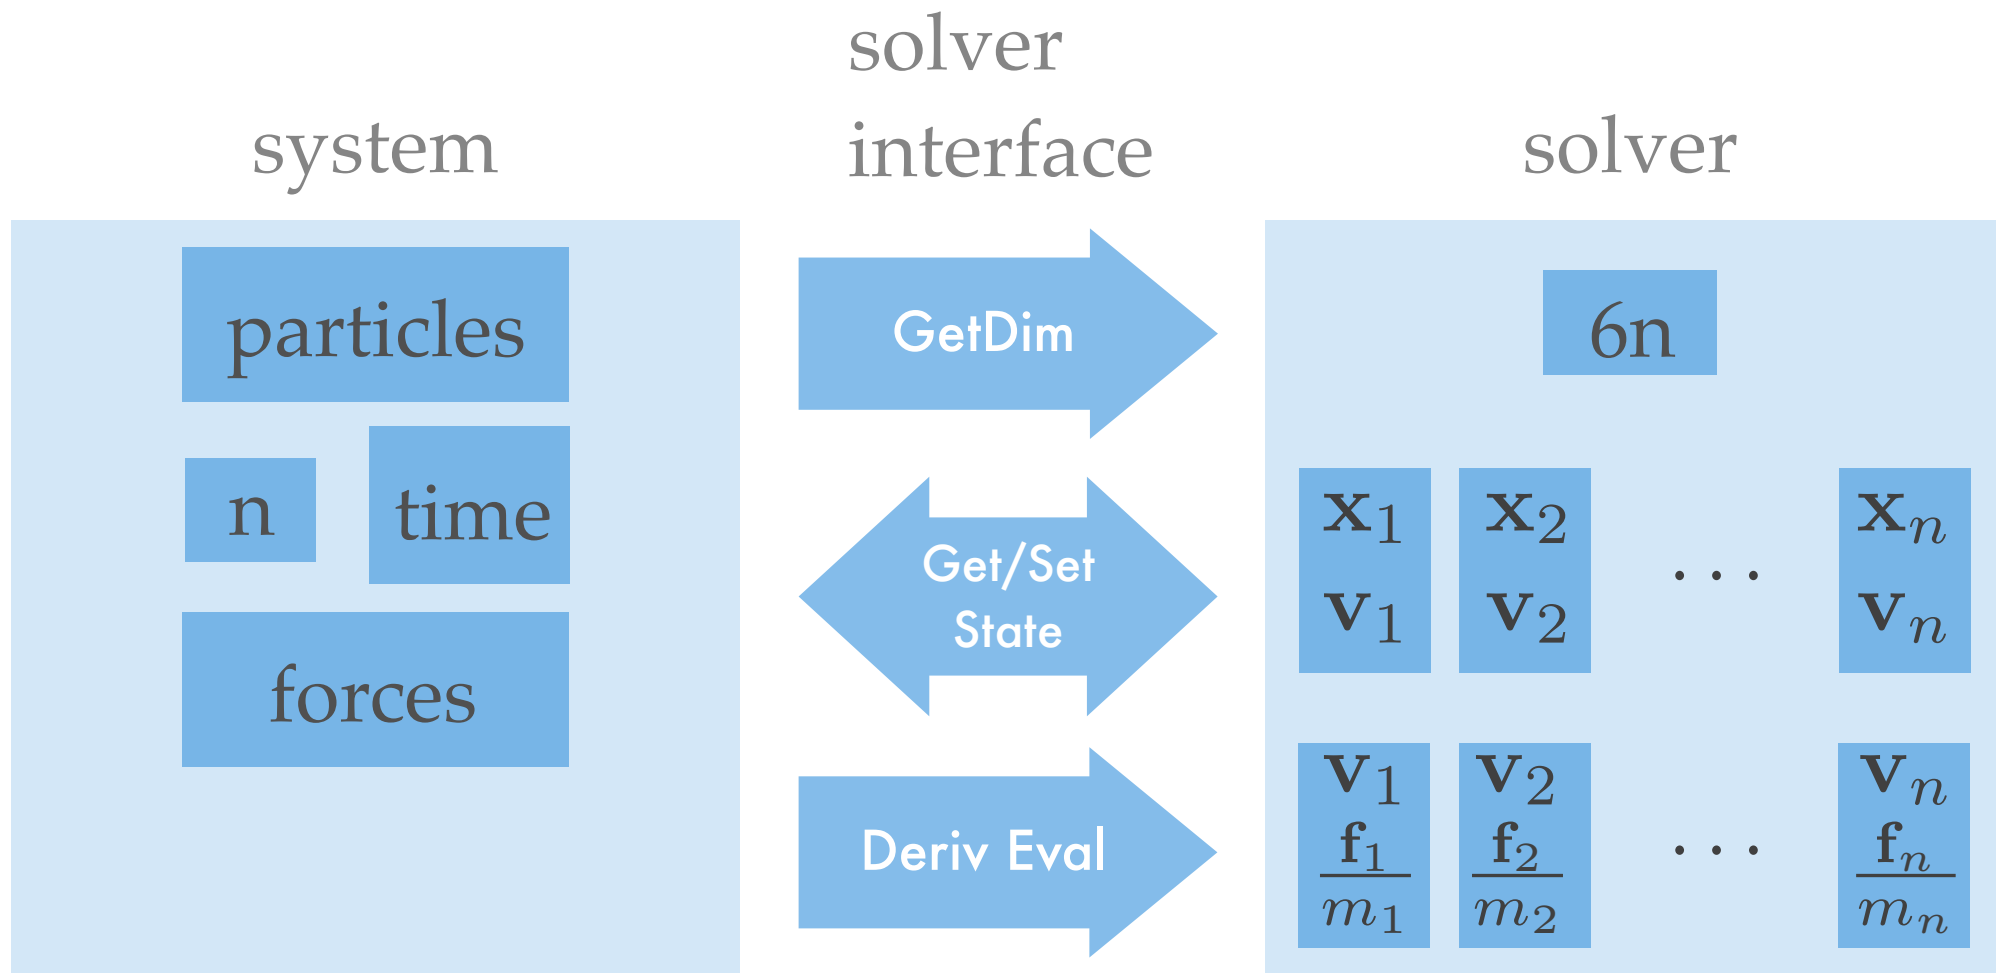 system
solver
interface
solver
particles
n
time
forces
GetDim
Get/Set
State
Deriv Eval
6n
x₁ x₂ ... xₙ
v₁ v₂ vₙ
v₁ v₂ vₙ
f₁/m₁ f₂/m₂ ... fₙ/mₙ